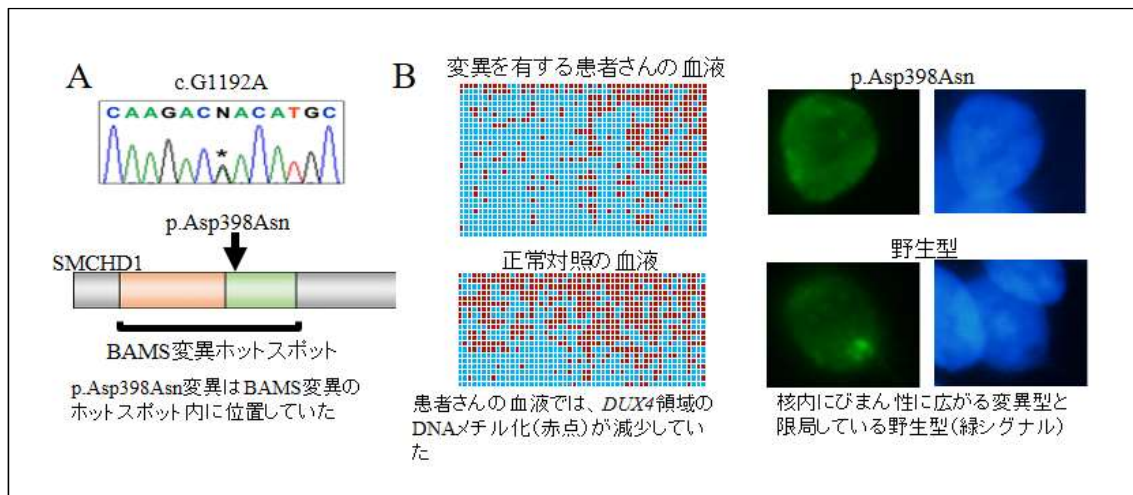 A
c.G1192A
CAAGACNACATGC
*
p.Asp398Asn
SMCHD1
BAMS変異ホットスポット
p.Asp398Asn変異はBAMS変異の
ホットスポット内に位置していた
B
変異を有する患者さんの血液
正常対照の血液
患者さんの血液では、DUX4領域の
DNAメチル化(赤点)が減少してい
た
p.Asp398Asn
野生型
核内にびまん性に広がる変異型と
限局している野生型(緑シグナル)